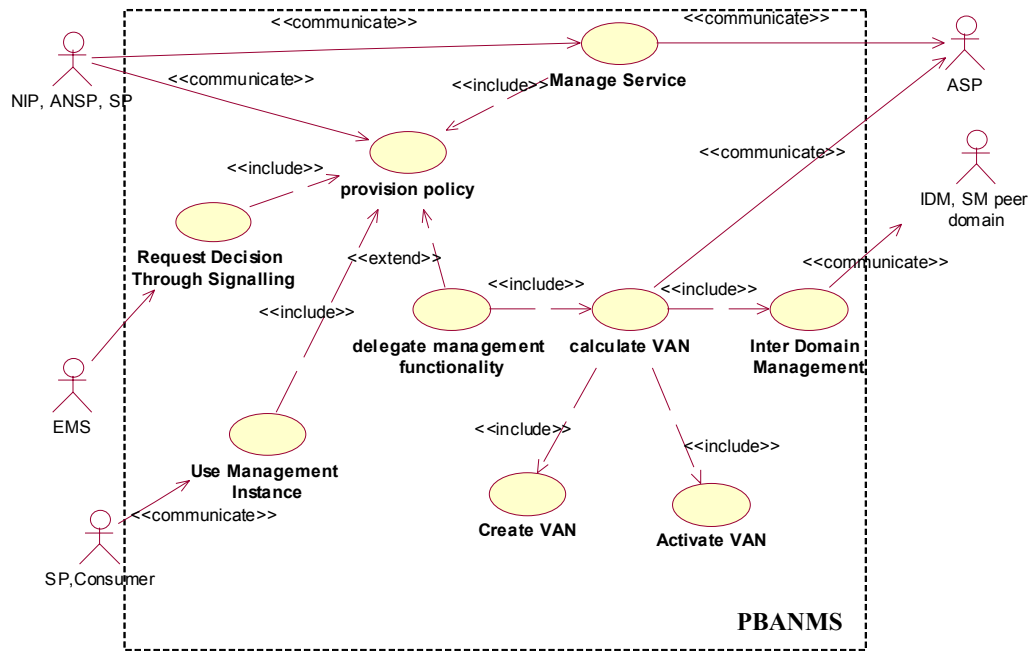 <<communicate>>
<<communicate>>
<<communicate>>
NIP, ANSP, SP
Manage Service
ASP
<<include>>
provision policy
<<include>>
<<communicate>>
IDM, SM peer
domain
Request Decision
Through Signalling
<<extend>>
<<communicate>>
<<include>>
<<include>>
<<include>>
delegate management
functionality
calculate VAN
Inter Domain
Management
EMS
<<include>>
<<include>>
Use Management
Instance
<<communicate>>
Create VAN
Activate VAN
SP,Consumer
PBANMS